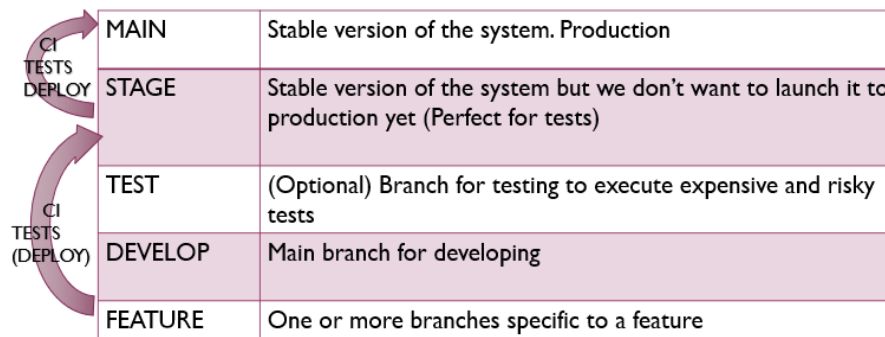 CI
TESTS
DEPLOY
MAIN
Stable version of the system. Production
STAGE
Stable version of the system but we don't want to launch it to
production yet (Perfect for tests)
CI
TESTS
(DEPLOY)
TEST
(Optional) Branch for testing to execute expensive and risky
tests
DEVELOP
Main branch for developing
FEATURE
One or more branches specific to a feature